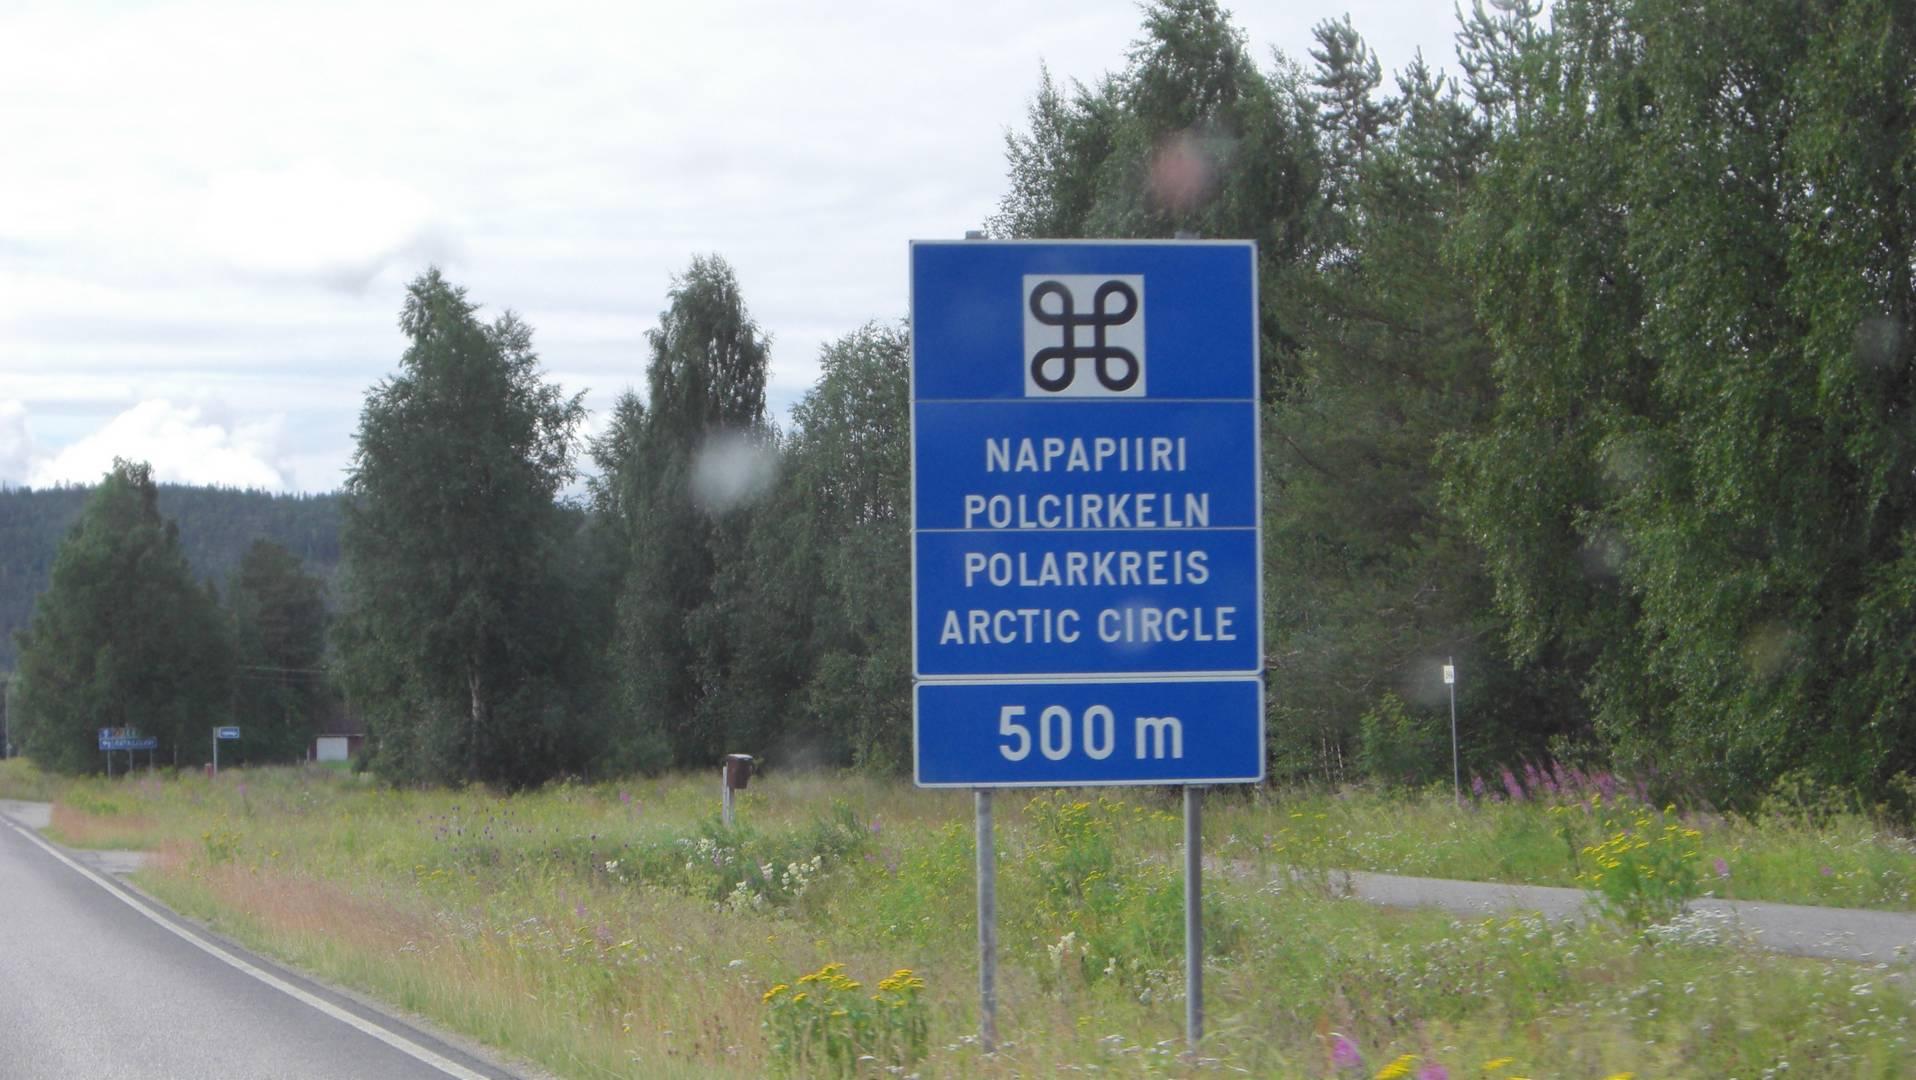 NAPAPIIRI
POLCIRKELN
POLARKREIS
ARCTIC CIRCLE
500 m